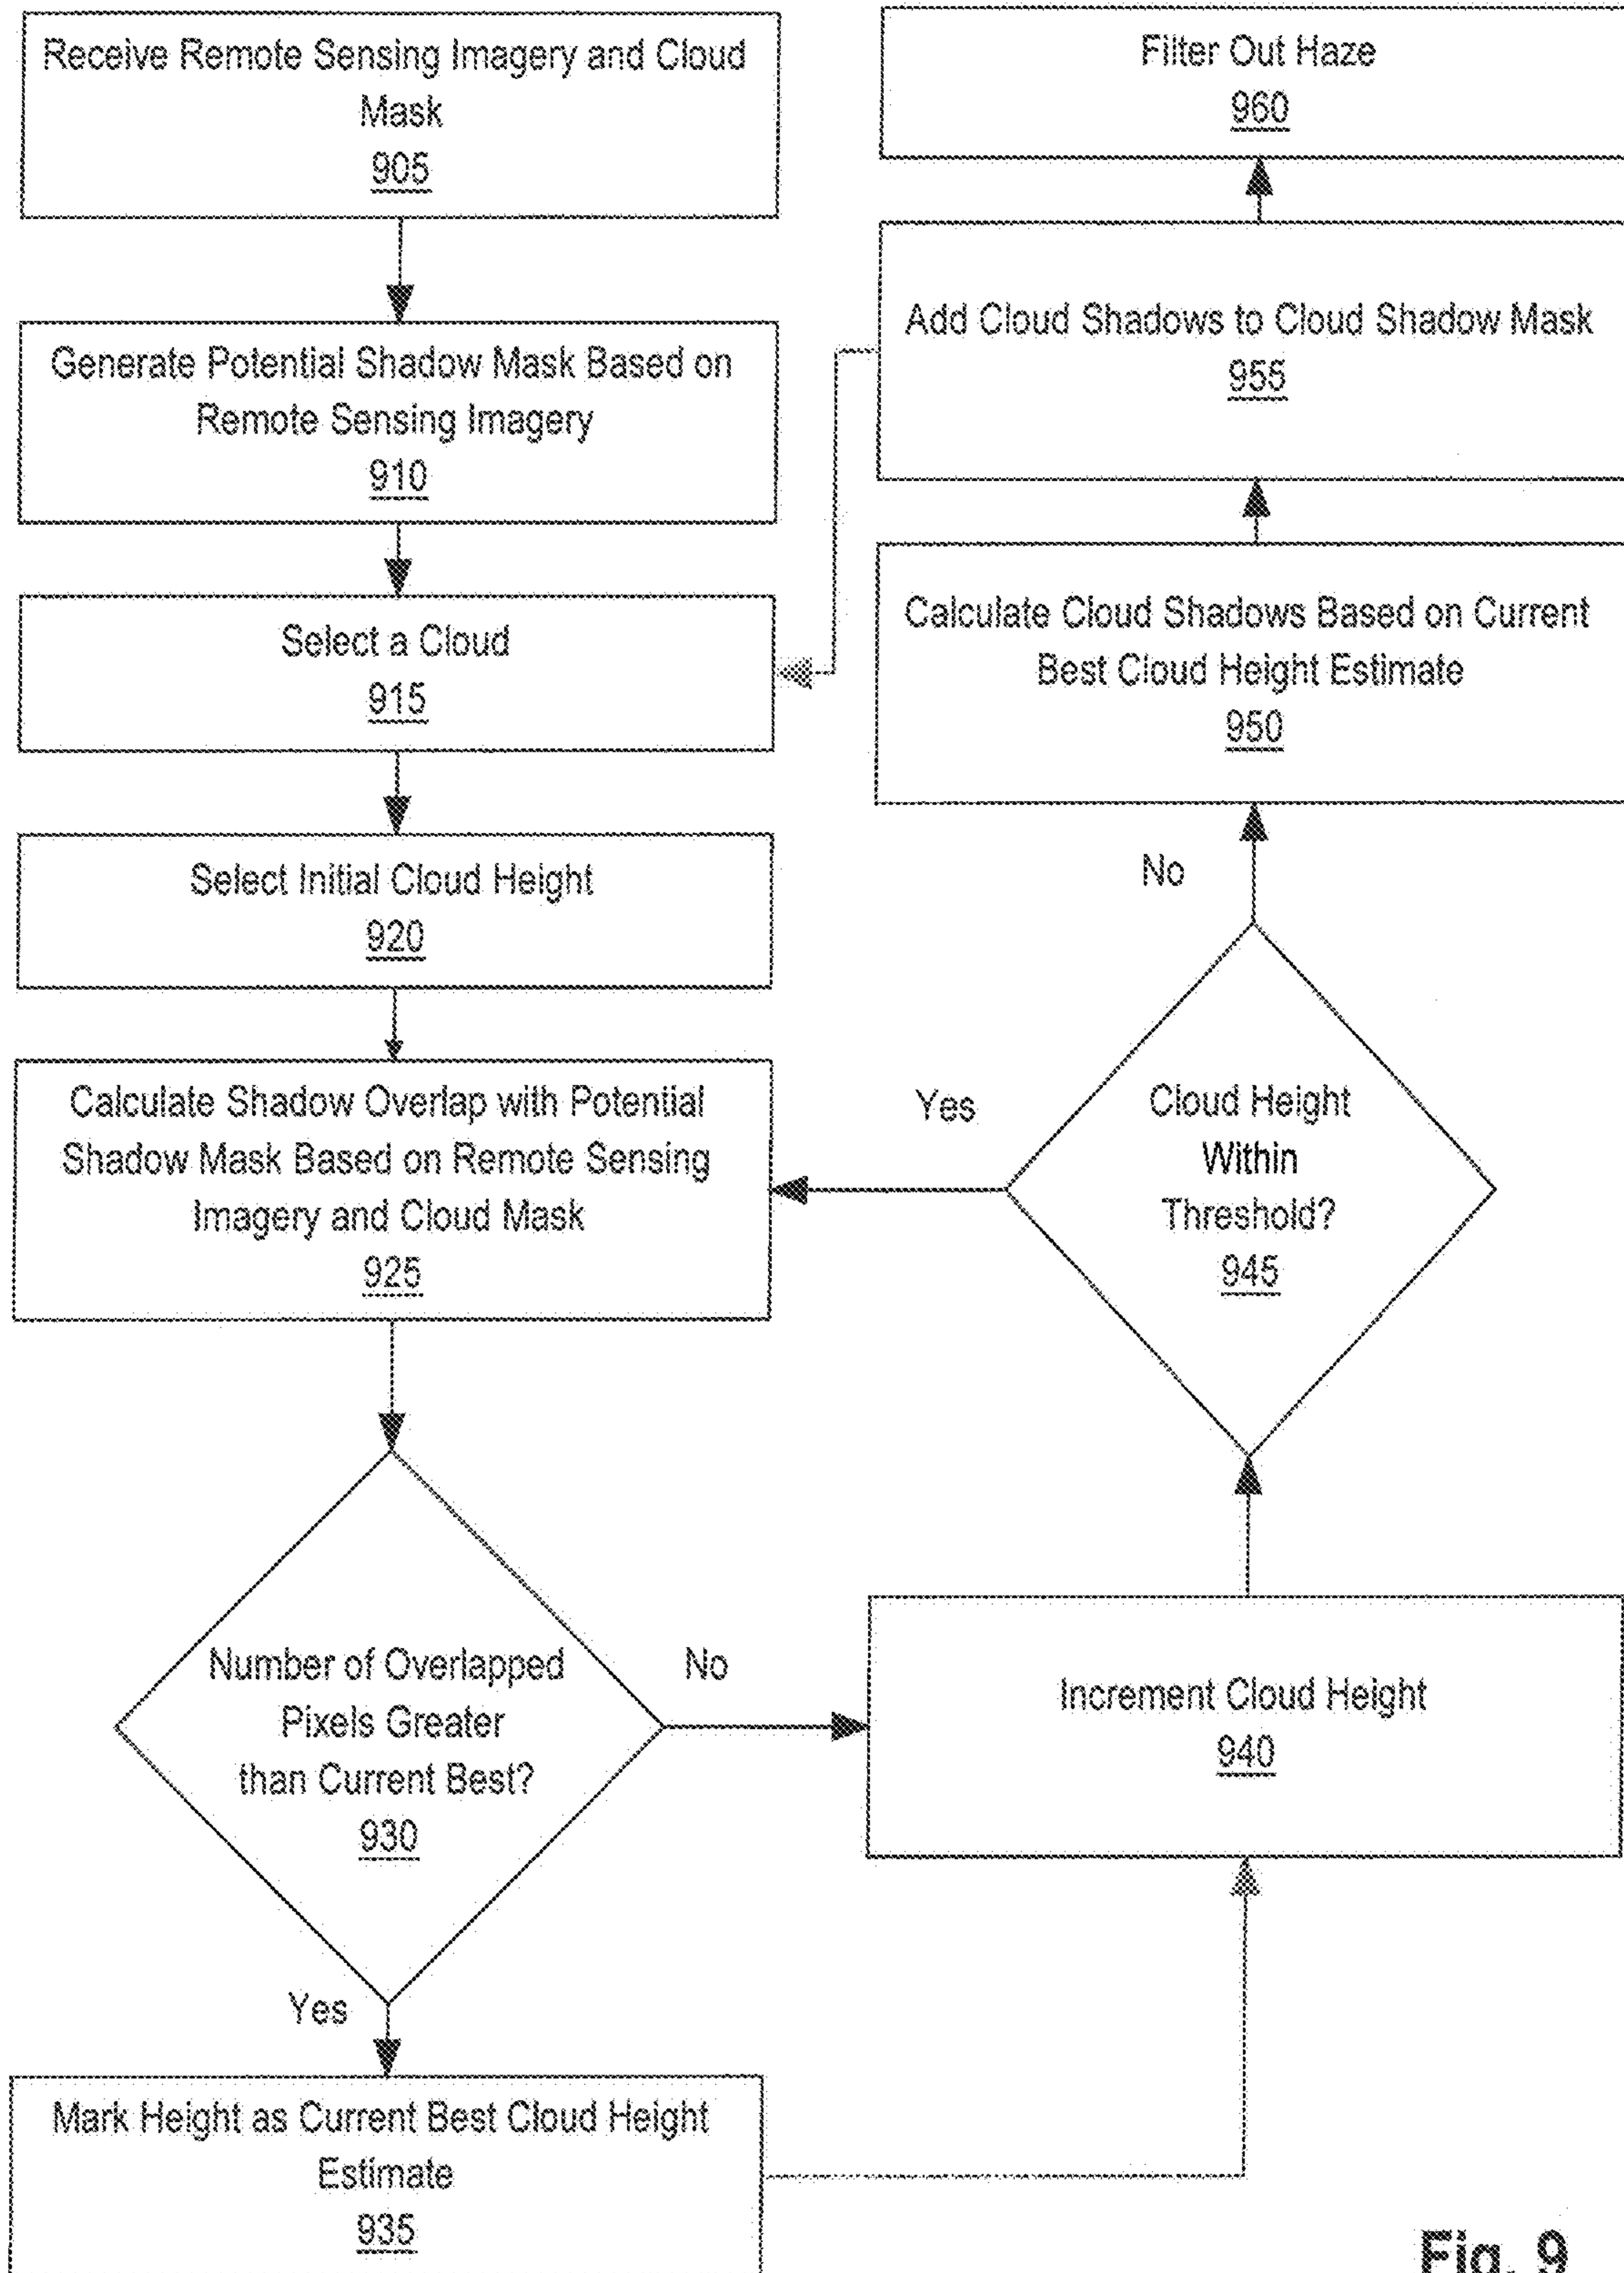 Receive Remote Sensing Imagery and Cloud
Mask
905
Generate Potential Shadow Mask Based on
Remote Sensing Imagery
910
Select a Cloud
915
Select Initial Cloud Height
920
Calculate Shadow Overlap with Potential
Shadow Mask Based on Remote Sensing
Imagery and Cloud Mask
925
Number of Overlapped
Pixels Greater
than Current Best?
930
No
Yes
Mark Height as Current Best Cloud Height
Estimate
935
Increment Cloud Height
940
Cloud Height
Within
Threshold?
945
Yes
No
Calculate Cloud Shadows Based on Current
Best Cloud Height Estimate
950
Add Cloud Shadows to Cloud Shadow Mask
955
Filter Out Haze
960
Fig. 9